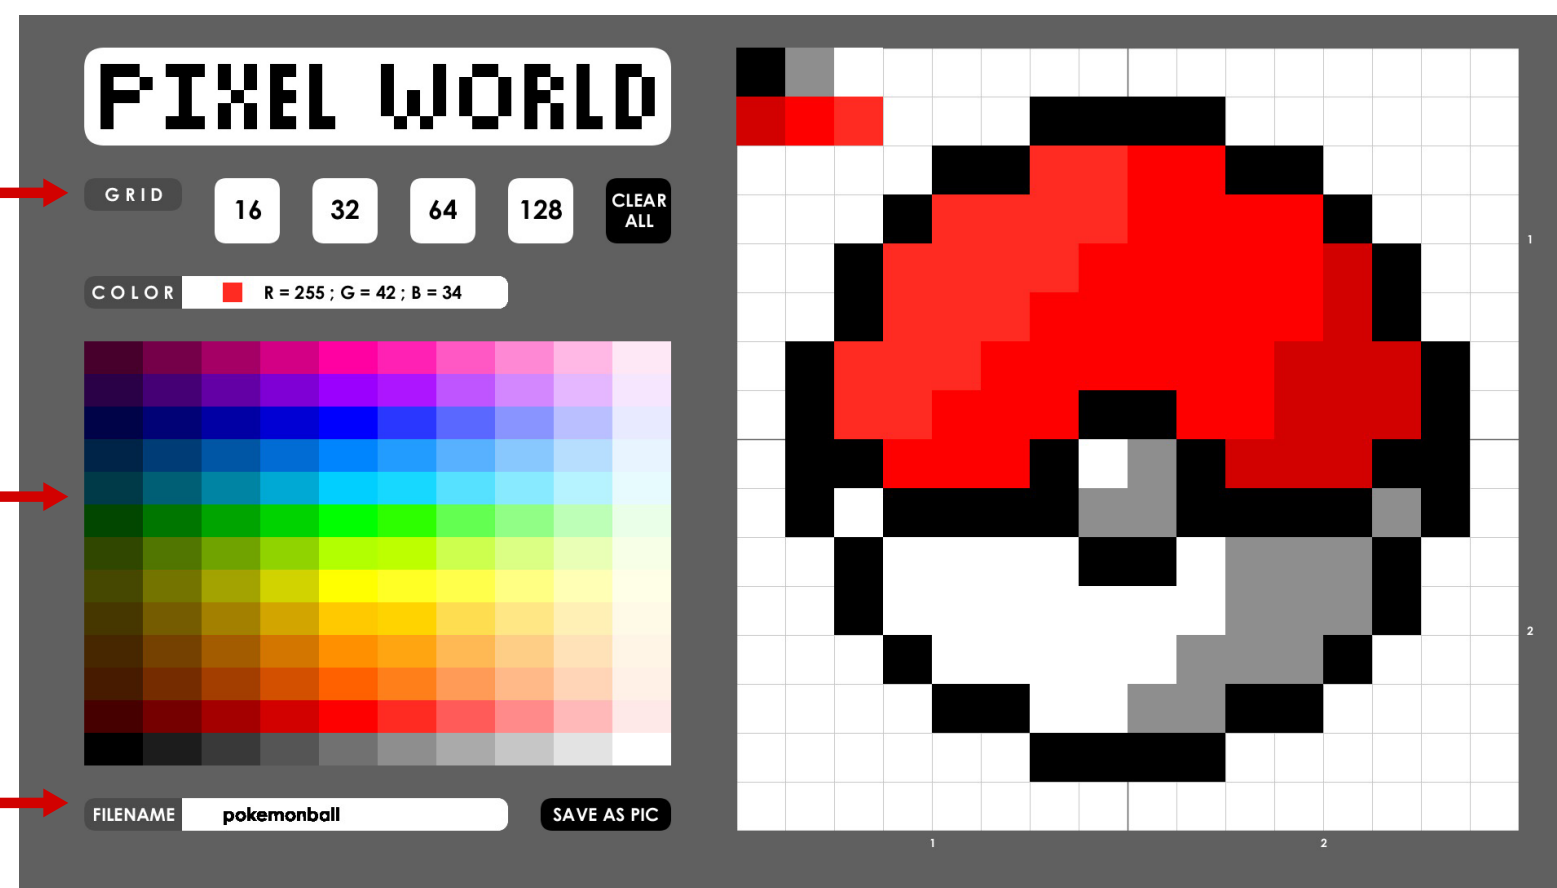 PIXEL WORLD
GRID
16
32
64
128
CLEAR
ALL
COLOR
R = 255 ; G = 42 ; B = 34
FILENAME
pokemonball
SAVE AS PIC
1
2
1
2